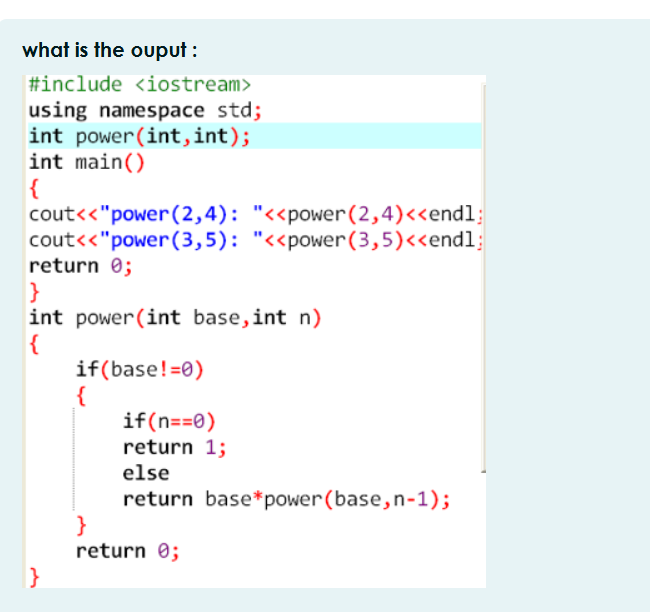 what is the ouput :
#include <iostream>
using namespace std;
int power(int,int);
int main()
{
cout<<"power(2,4): "<<power(2,4)<<endl;
cout<<"power(3,5): "<<power(3,5)<<endl;
return 0;
}
int power(int base,int n)
{
    if(base!=0)
    {
        if(n==0)
        return 1;
        else
        return base*power(base,n-1);
    }
    return 0;
}